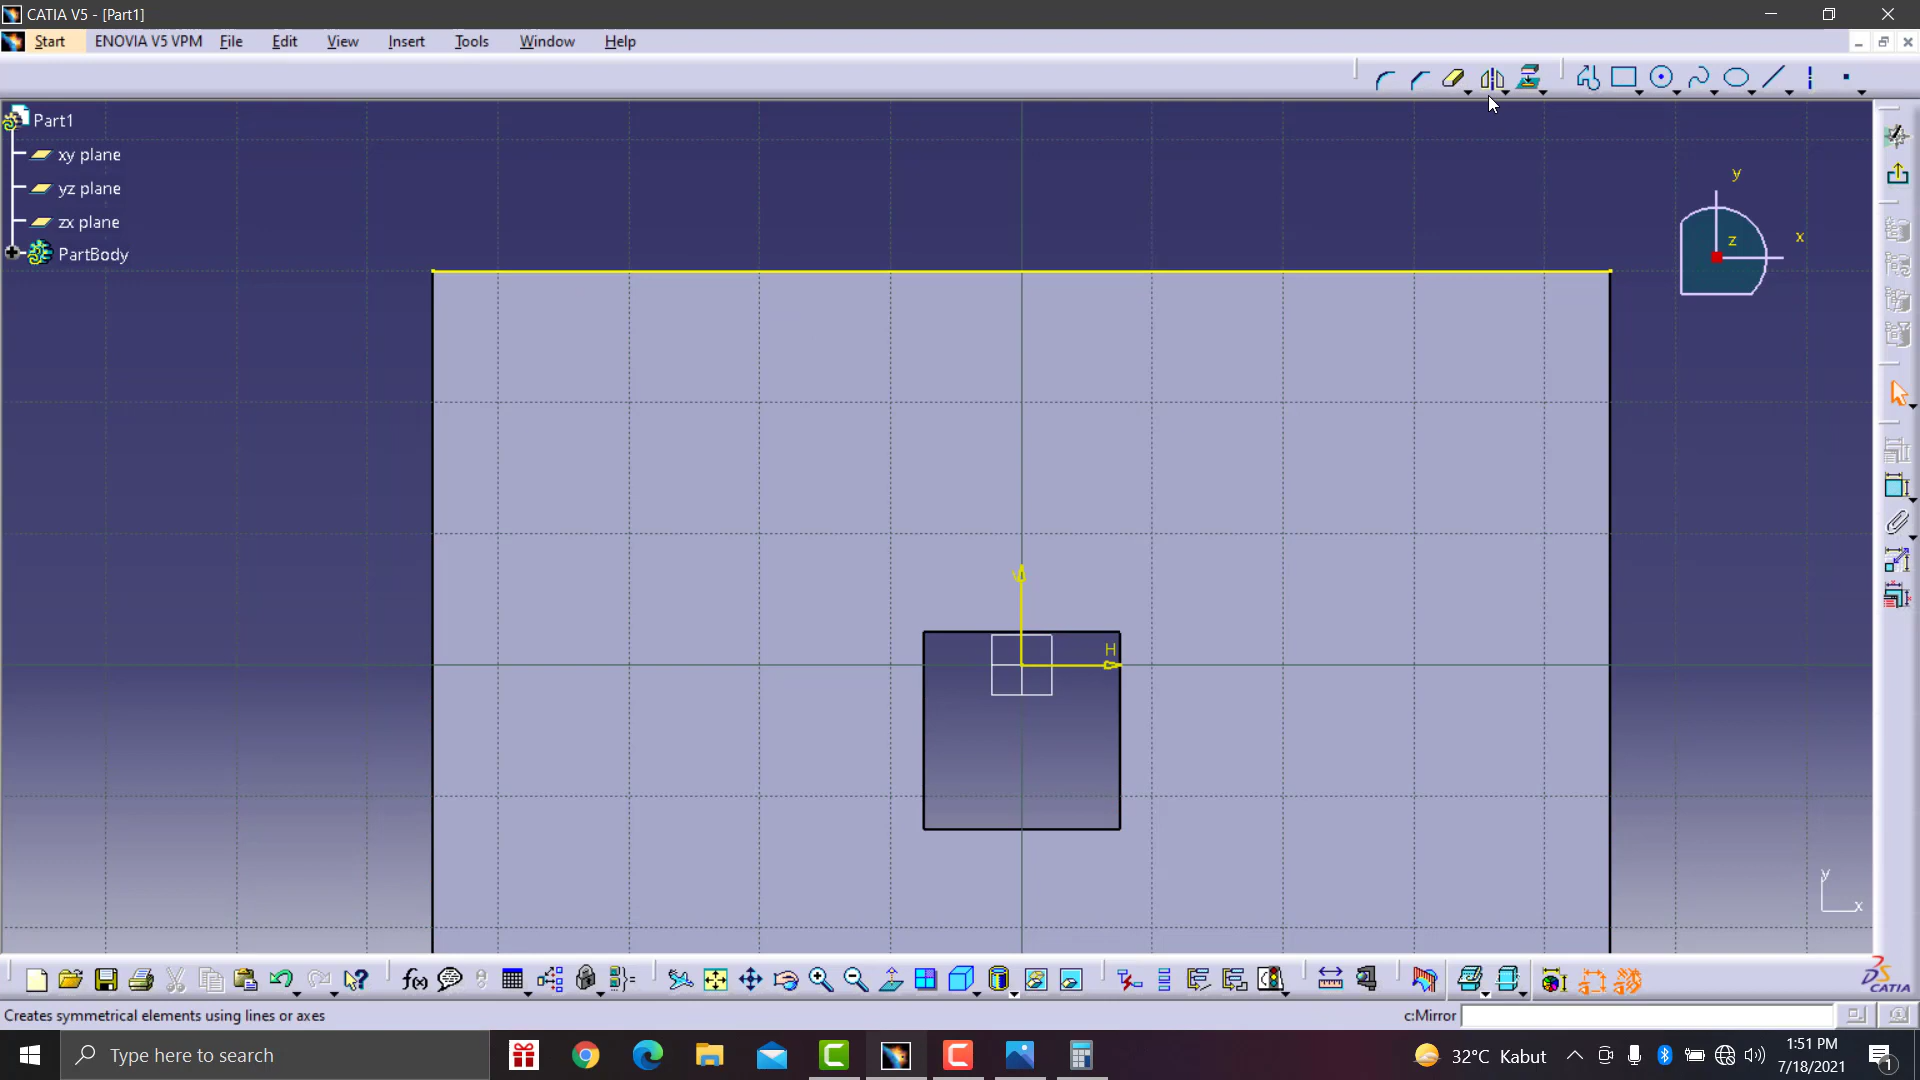 CATIA V5 - [Part1]
Start ENOVIA V5 VPM File Edit View Insert Tools Window Help
Part1
xy plane
yz plane
zx plane
PartBody
y
x
z
V
H
y
x
f(x)
CATIA
Creates symmetrical elements using lines or axes
c:Mirror
Type here to search
32°C Kabut
1:51 PM
7/18/2021
1